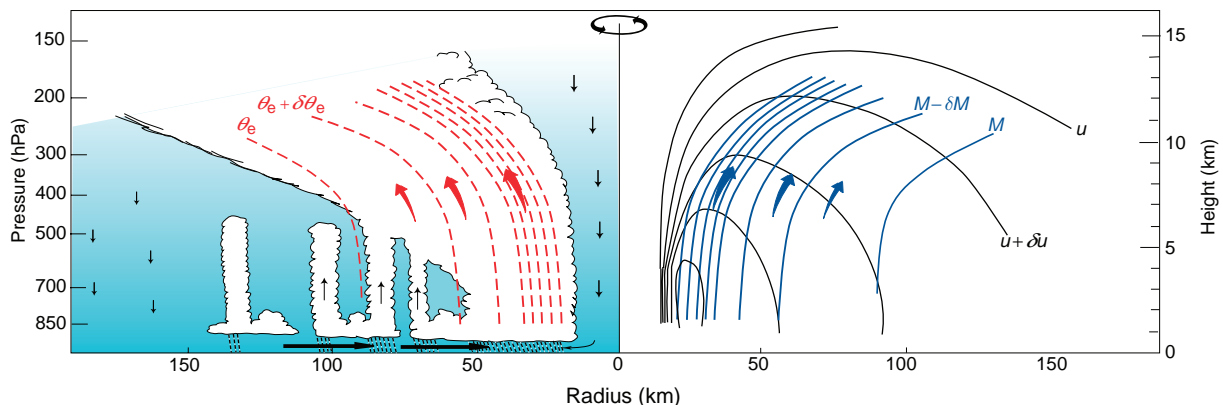 Pressure (hPa)
150
200
250
300
400
500
700
850
θe + δθe
θe
150
100
50
0
50
100
150
Radius (km)
M – δM
M
u
u + δu
15
10
5
0
Height (km)